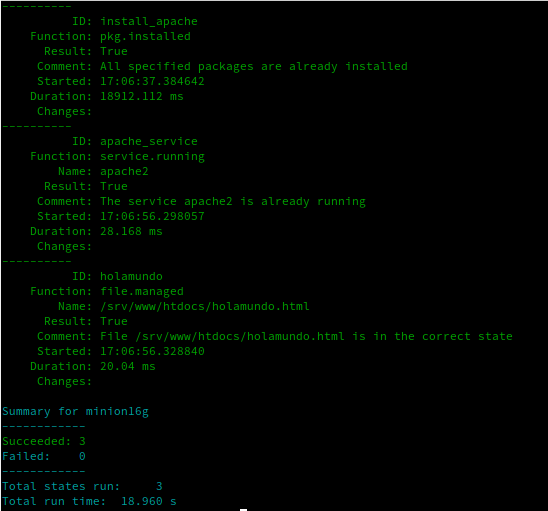 ----------
          ID: install_apache
    Function: pkg.installed
      Result: True
     Comment: All specified packages are already installed
     Started: 17:06:37.384642
    Duration: 18912.112 ms
     Changes:
----------
          ID: apache_service
    Function: service.running
        Name: apache2
      Result: True
     Comment: The service apache2 is already running
     Started: 17:06:56.298057
    Duration: 28.168 ms
     Changes:
----------
          ID: holamundo
    Function: file.managed
        Name: /srv/www/htdocs/holamundo.html
      Result: True
     Comment: File /srv/www/htdocs/holamundo.html is in the correct state
     Started: 17:06:56.328840
    Duration: 20.04 ms
     Changes:

Summary for minion16g
------------
Succeeded: 3
Failed:    0
------------
Total states run:     3
Total run time:  18.960 s